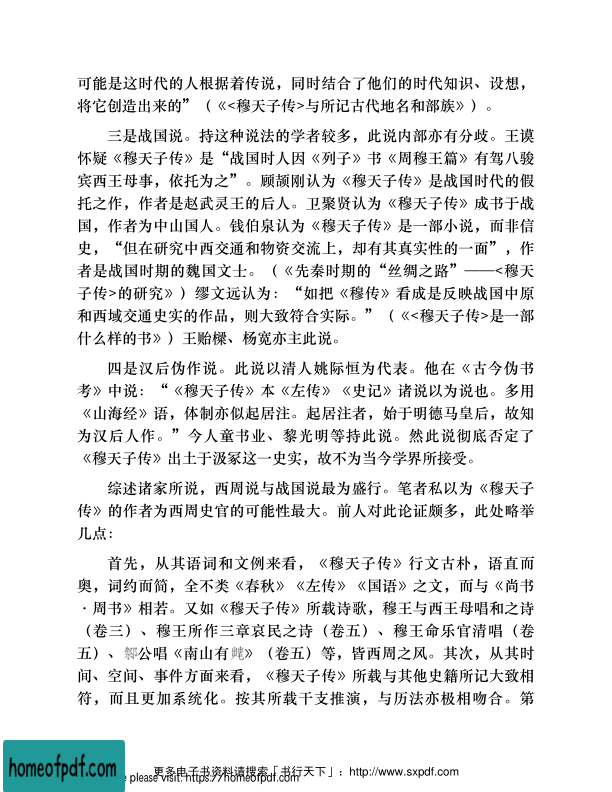 可能是这时代的人根据着传说，同时结合了他们的时代知识、设想，
将它创造出来的”（《<穆天子传>与所记古代地名和部族》）。
三是战国说。持这种说法的学者较多，此说内部亦有分歧。王谟
怀疑《穆天子传》是“战国时人因《列子》书《周穆王篇》有驾八骏
宾西王母事，依托为之”。顾颉刚认为《穆天子传》是战国时代的假
托之作，作者是赵武灵王的后人。卫聚贤认为《穆天子传》成书于战
国，作者为中山国人。钱伯泉认为《穆天子传》是一部小说，而非信
史，“但在研究中西交通和物资交流上，却有其真实性的一面”，作
者是战国时期的魏国文士。（《先秦时期的“丝绸之路”——<穆天
子传>的研究》）缪文远认为：“如把《穆传》看成是反映战国中原
和西域交通史实的作品，则大致符合实际。”（《<穆天子传>是一部
什么样的书》）王贻樑、杨宽亦主此说。
四是汉后伪作说。此说以清人姚际恒为代表。他在《古今伪书
考》中说：“《穆天子传》本《左传》《史记》诸说以为说也。多用
《山海经》语，体制亦似起居注。起居注者，始于明德马皇后，故知
为汉后人作。”今人童书业、黎光明等持此说。然此说彻底否定了
《穆天子传》出土于汲冢这一史实，故不为当今学界所接受。
综述诸家所说，西周说与战国说最为盛行。笔者私以为《穆天子
传》的作者为西周史官的可能性最大。前人对此论证颇多，此处略举
几点：
首先，从其语词和文例来看，《穆天子传》行文古朴，语直而
奥，词约而简，全不类《春秋》《左传》《国语》之文，而与《尚书
·周书》相若。又如《穆天子传》所载诗歌，穆王与西王母唱和之诗
（卷三）、穆王所作三章哀民之诗（卷五）、穆王命乐官清唱（卷
五）、公唱《南山有》（卷五）等，皆西周之风。其次，从其时
间、空间、事件方面来看，《穆天子传》所载与其他史籍所记大致相
符，而且更加系统化。按其所载干支推演，与历法亦极相吻合。第
更多电子书资料请搜索「书行天下」：http://www.sxpdf.com
homeofpdf.com
e please visit: https://homeofpdf.com